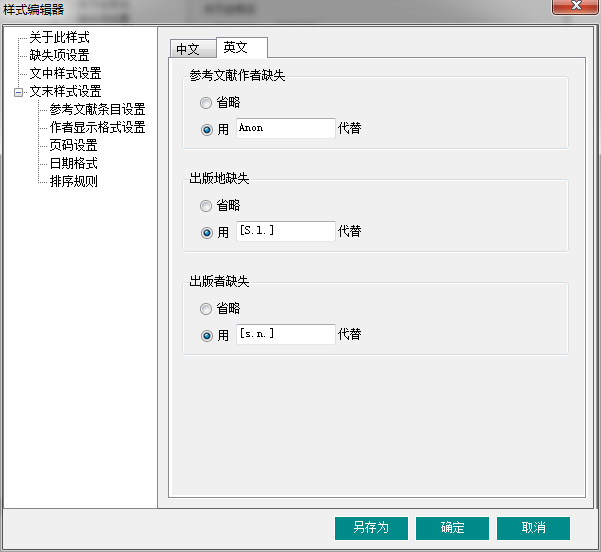 样式编辑器
关于此样式
缺失项设置
文中样式设置
文末样式设置
参考文献条目设置
作者显示格式设置
页码设置
日期格式
排序规则
中文
英文
参考文献作者缺失
省略
用 Anon 代替
出版地缺失
省略
用 [S.l.] 代替
出版者缺失
省略
用 [s.n.] 代替
另存为
确定
取消